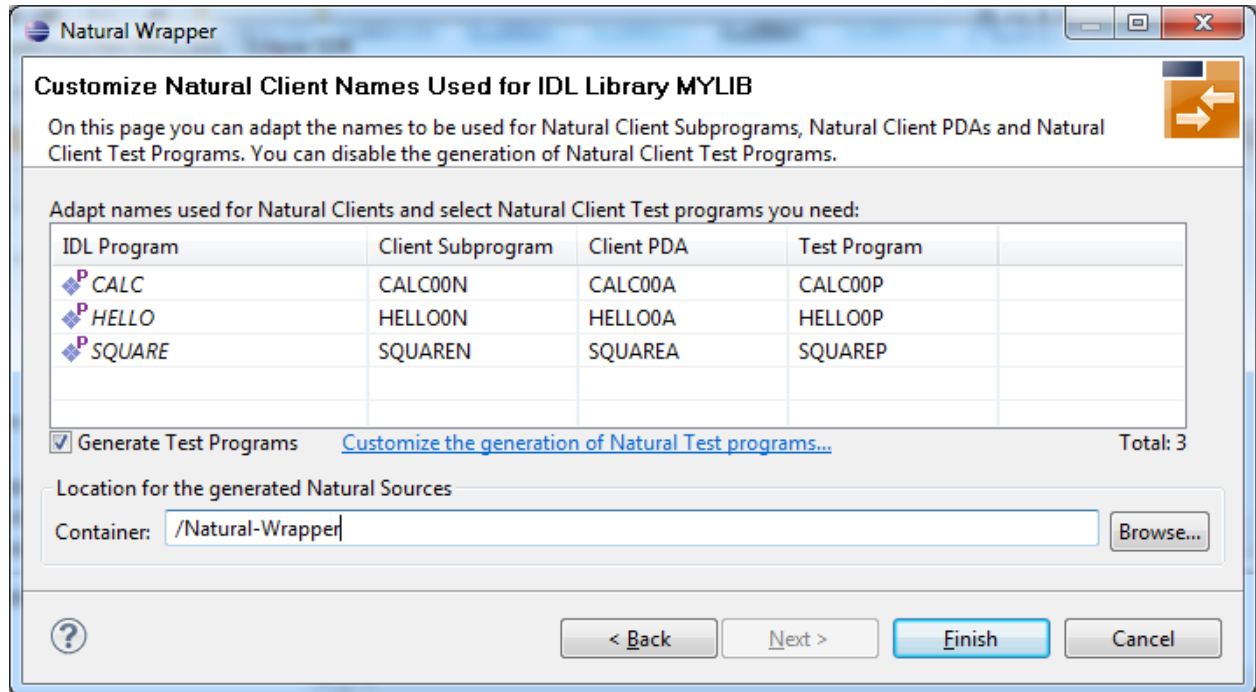 Natural Wrapper
Customize Natural Client Names Used for IDL Library MYLIB
On this page you can adapt the names to be used for Natural Client Subprograms, Natural Client PDAs and Natural
Client Test Programs. You can disable the generation of Natural Client Test Programs.
Adapt names used for Natural Clients and select Natural Client Test programs you need:
IDL Program Client Subprogram Client PDA Test Program
P CALC CALC00N CALC00A CALC00P
P HELLO HELLO0N HELLO0A HELLO0P
P SQUARE SQUAREN SQUAREA SQUAREP
Generate Test Programs Customize the generation of Natural Test programs... Total: 3
Location for the generated Natural Sources
Container: /Natural-Wrapper Browse...
? < Back Next > Finish Cancel